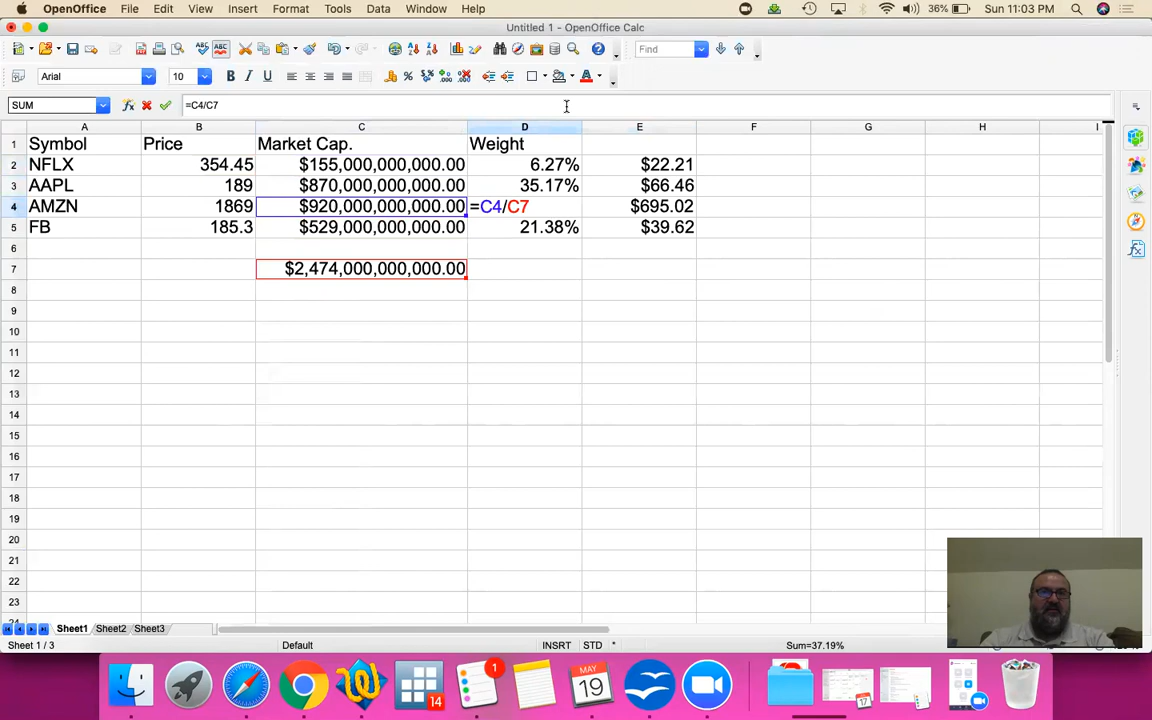 OpenOffice File Edit View Insert Format Tools Data Window Help 36% Sun 11:03 PM
Untitled 1 - OpenOffice Calc
Find
Arial 10 B I U A
SUM =C4/C7
A B C D E F G H I
1 Symbol Price Market Cap. Weight
2 NFLX 354.45 $155,000,000,000.00 6.27% $22.21
3 AAPL 189 $870,000,000,000.00 35.17% $66.46
4 AMZN 1869 $920,000,000,000.00 =C4/C7 $695.02
5 FB 185.3 $529,000,000,000.00 21.38% $39.62
6
7 $2,474,000,000,000.00
8
9
10
11
12
13
14
15
16
17
18
19
20
21
22
23
Sheet1 Sheet2 Sheet3
Sheet 1 / 3 Default INSRT STD * Sum=37.19%
14 1 MAY 19 17